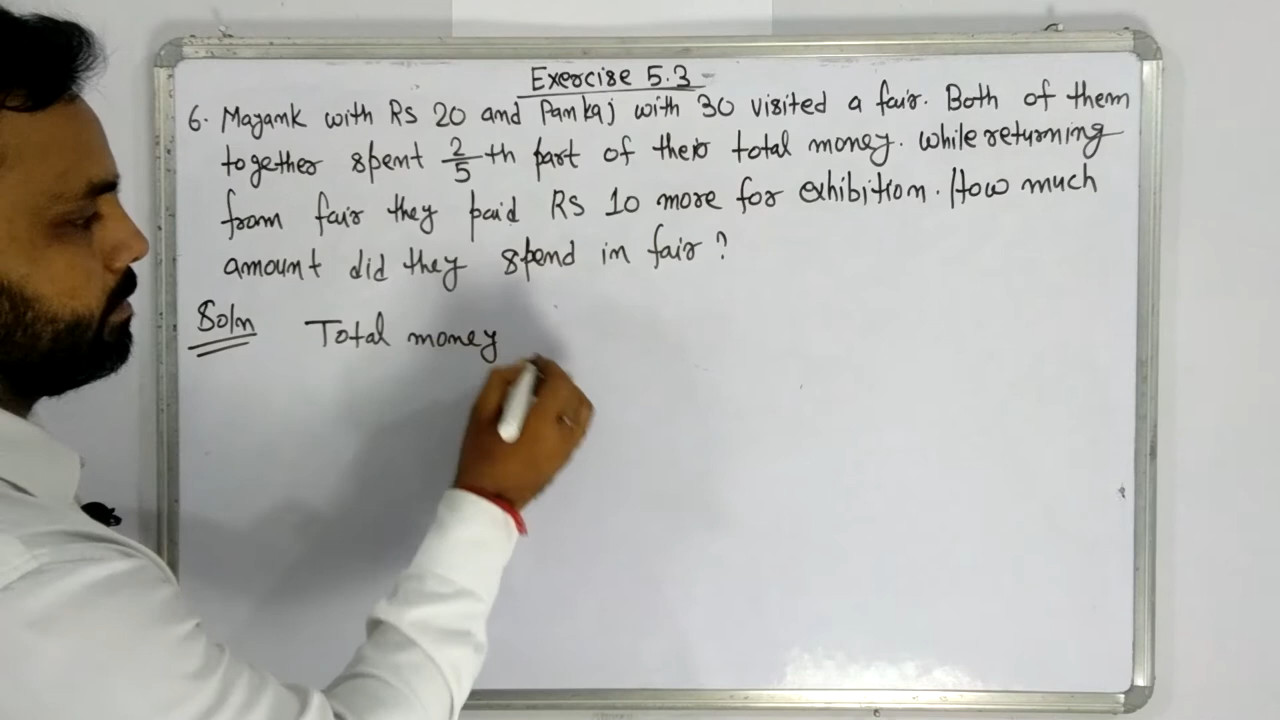 Exercise 5.3
6. Mayank with Rs 20 and Pankaj with 30 visited a fair. Both of them
together spent 2/5 th part of their total money. While returning
from fair they paid RS 10 more for exhibition. How much
amount did they spend in fair?
Soln Total money